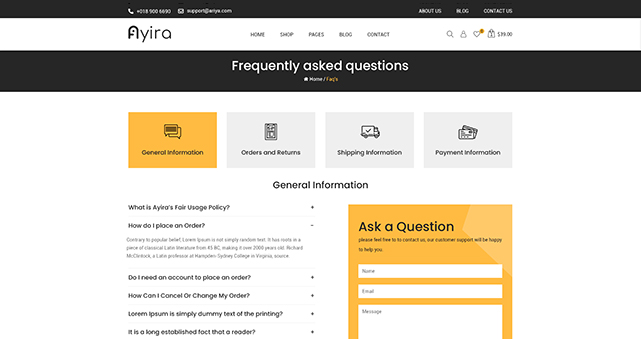 +018 900 6690 support@ariya.com ABOUT US BLOG CONTACT US
Ayira HOME SHOP PAGES BLOG CONTACT $39.00
Frequently asked questions
Home / Faq's
General Information Orders and Returns Shipping Information Payment Information
General Information
What is Ayira's Fair Usage Policy? +
How do I place an Order? −
Contrary to popular belief, Lorem Ipsum is not simply random text. It has roots in a
piece of classical Latin literature from 45 BC, making it over 2000 years old. Richard
McClintock, a Latin professor at Hampden-Sydney College in Virginia, source.
Do I need an account to place an order? +
How Can I Cancel Or Change My Order? +
Lorem Ipsum is simply dummy text of the printing? +
It is a long established fact that a reader? +
Ask a Question
please feel free to to contact us, our customer support will be happy
to help you.
Name
Email
Message